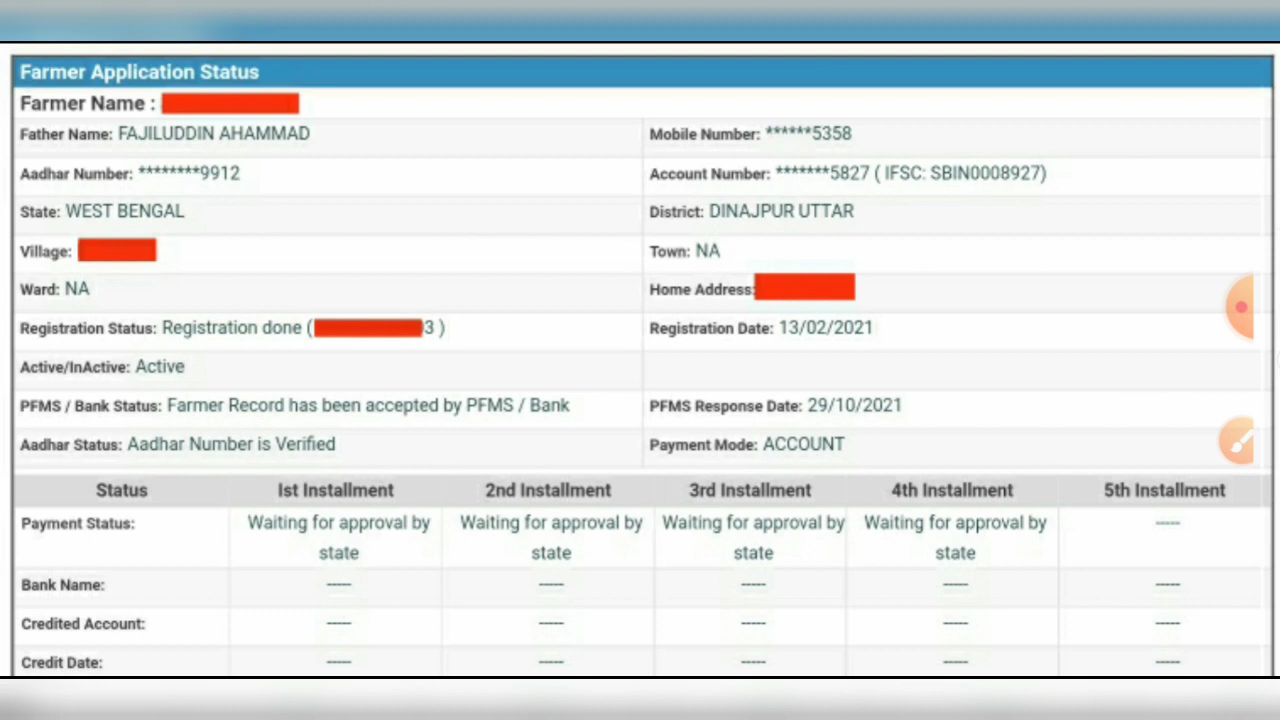 Farmer Application Status
Farmer Name :
Father Name: FAJILUDDIN AHAMMAD
Mobile Number: ******5358
Aadhar Number: ********9912
Account Number: *******5827 ( IFSC: SBIN0008927)
State: WEST BENGAL
District: DINAJPUR UTTAR
Village:
Town: NA
Ward: NA
Home Address:
Registration Status: Registration done ( 3 )
Registration Date: 13/02/2021
Active/InActive: Active
PFMS / Bank Status: Farmer Record has been accepted by PFMS / Bank
PFMS Response Date: 29/10/2021
Aadhar Status: Aadhar Number is Verified
Payment Mode: ACCOUNT
Status Ist Installment 2nd Installment 3rd Installment 4th Installment 5th Installment
Payment Status: Waiting for approval by Waiting for approval by Waiting for approval by Waiting for approval by -----
state state state state
Bank Name: ----- ----- ----- ----- -----
Credited Account: ----- ----- ----- ----- -----
Credit Date: ----- ----- ----- ----- -----